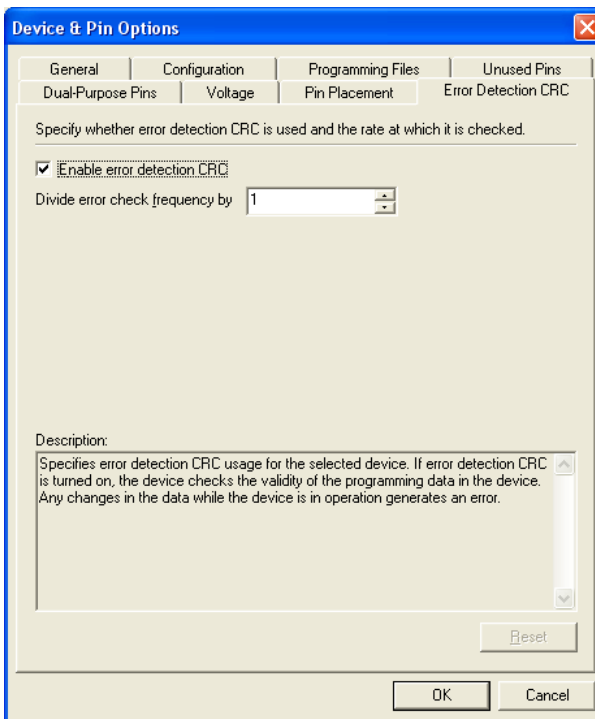 Device & Pin Options
General Configuration Programming Files Unused Pins
Dual-Purpose Pins Voltage Pin Placement Error Detection CRC
Specify whether error detection CRC is used and the rate at which it is checked.
Enable error detection CRC
Divide error check frequency by 1
Description:
Specifies error detection CRC usage for the selected device. If error detection CRC
is turned on, the device checks the validity of the programming data in the device.
Any changes in the data while the device is in operation generates an error.
Reset
OK Cancel